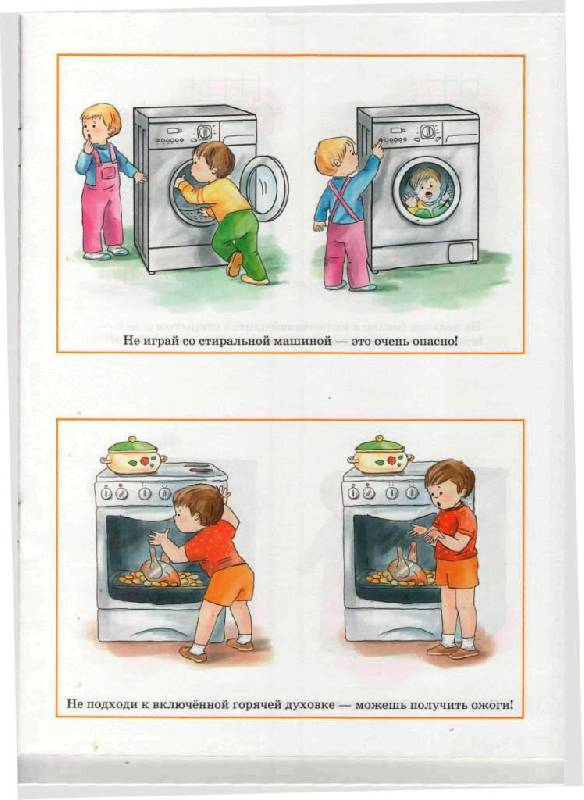 Не играй со стиральной машиной — это очень опасно!
Не подходи к включённой горячей духовке — можешь получить ожоги!